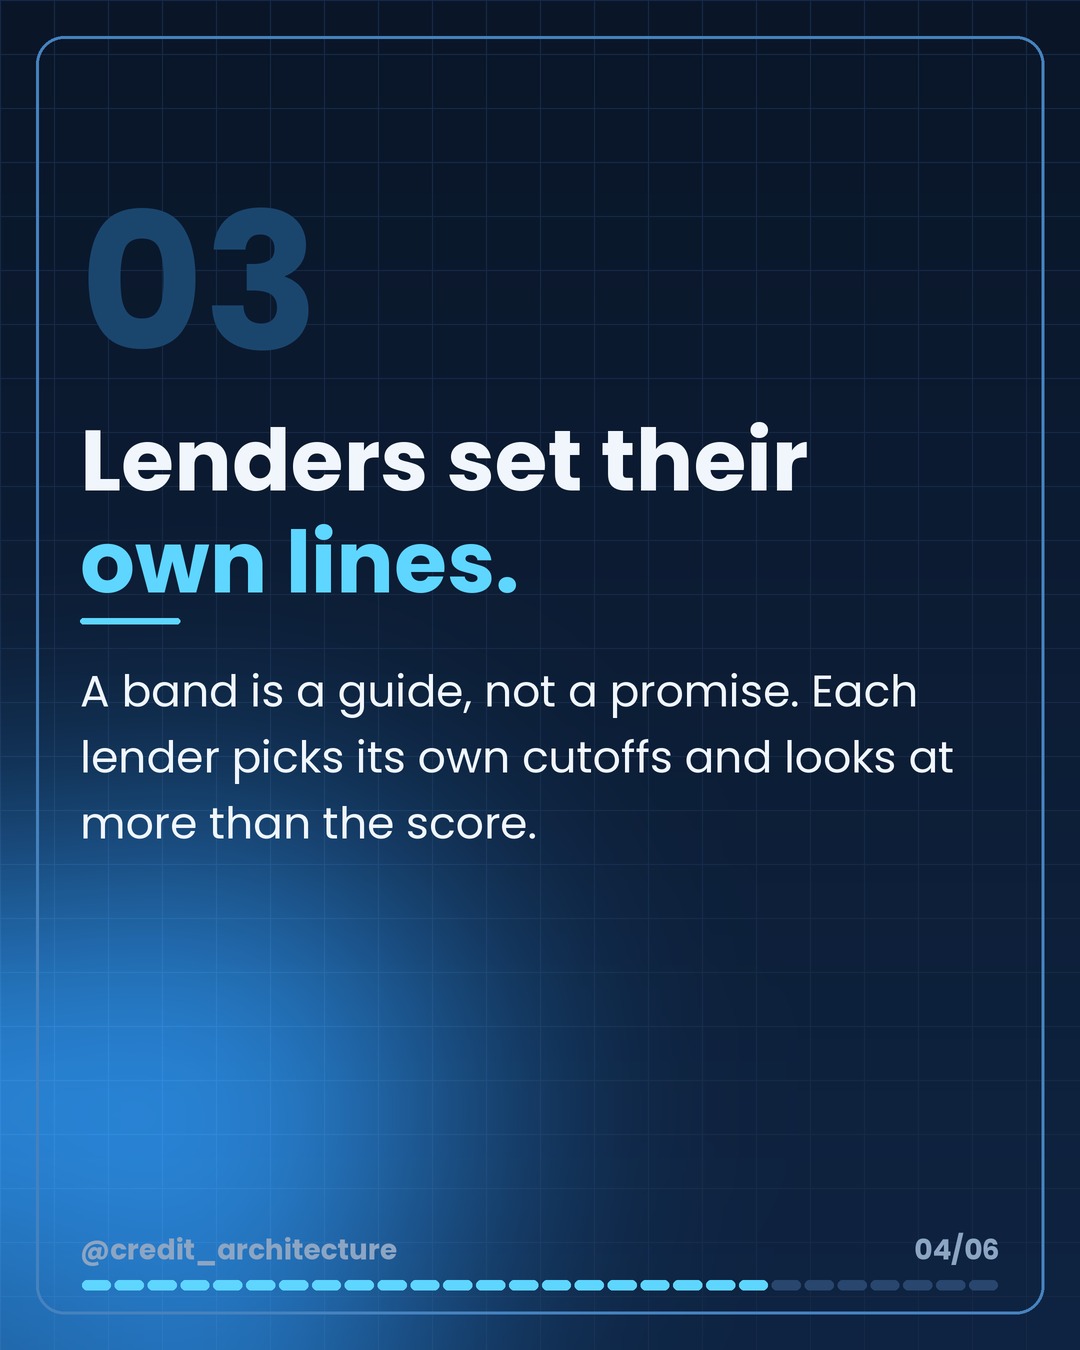 03
Lenders set their
own lines.
A band is a guide, not a promise. Each
lender picks its own cutoffs and looks at
more than the score.
@credit_architecture
04/06